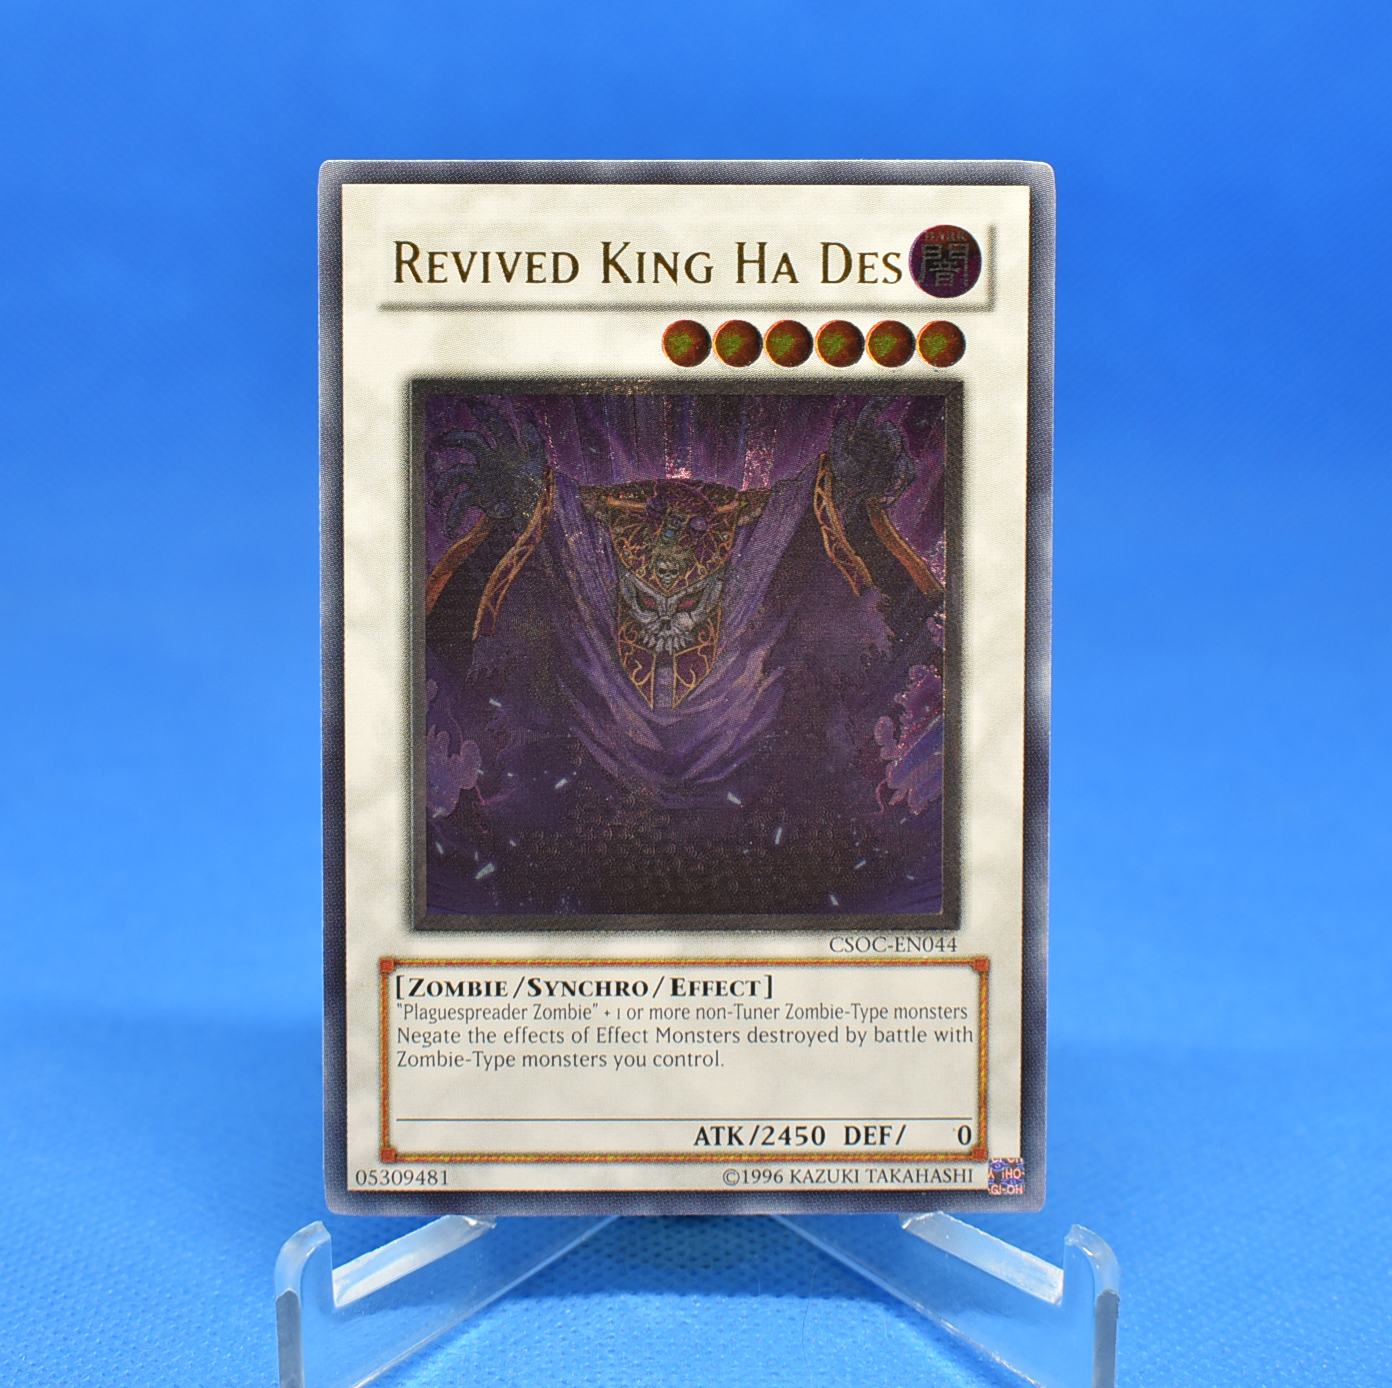 REVIVED KING HA DES
DARK
闇
CSOC-EN044
[ZOMBIE/SYNCHRO/EFFECT]
"Plaguespreader Zombie" + 1 or more non-Tuner Zombie-Type monsters
Negate the effects of Effect Monsters destroyed by battle with
Zombie-Type monsters you control.
ATK/2450 DEF/ 0
05309481
©1996 KAZUKI TAKAHASHI